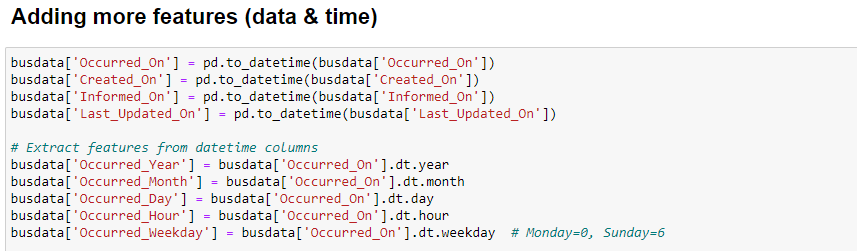 Adding more features (data & time)
busdata['Occurred_On'] = pd.to_datetime(busdata['Occurred_On'])
busdata['Created_On'] = pd.to_datetime(busdata['Created_On'])
busdata['Informed_On'] = pd.to_datetime(busdata['Informed_On'])
busdata['Last_Updated_On'] = pd.to_datetime(busdata['Last_Updated_On'])
# Extract features from datetime columns
busdata['Occurred_Year'] = busdata['Occurred_On'].dt.year
busdata['Occurred_Month'] = busdata['Occurred_On'].dt.month
busdata['Occurred_Day'] = busdata['Occurred_On'].dt.day
busdata['Occurred_Hour'] = busdata['Occurred_On'].dt.hour
busdata['Occurred_Weekday'] = busdata['Occurred_On'].dt.weekday  # Monday=0, Sunday=6